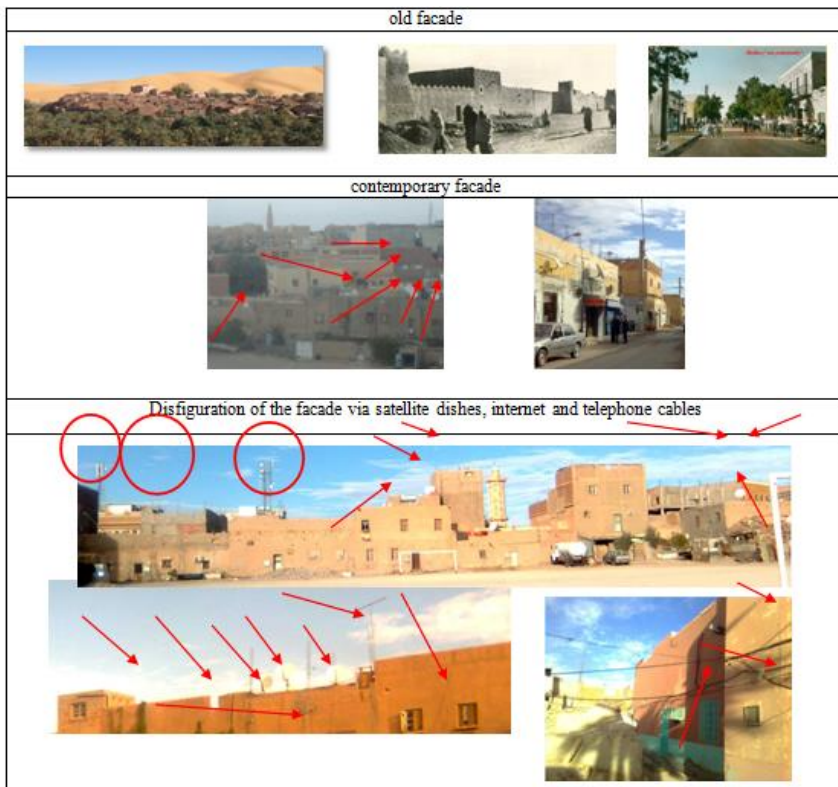 old facade
contemporary facade
Disfiguration of the facade via satellite dishes, internet and telephone cables